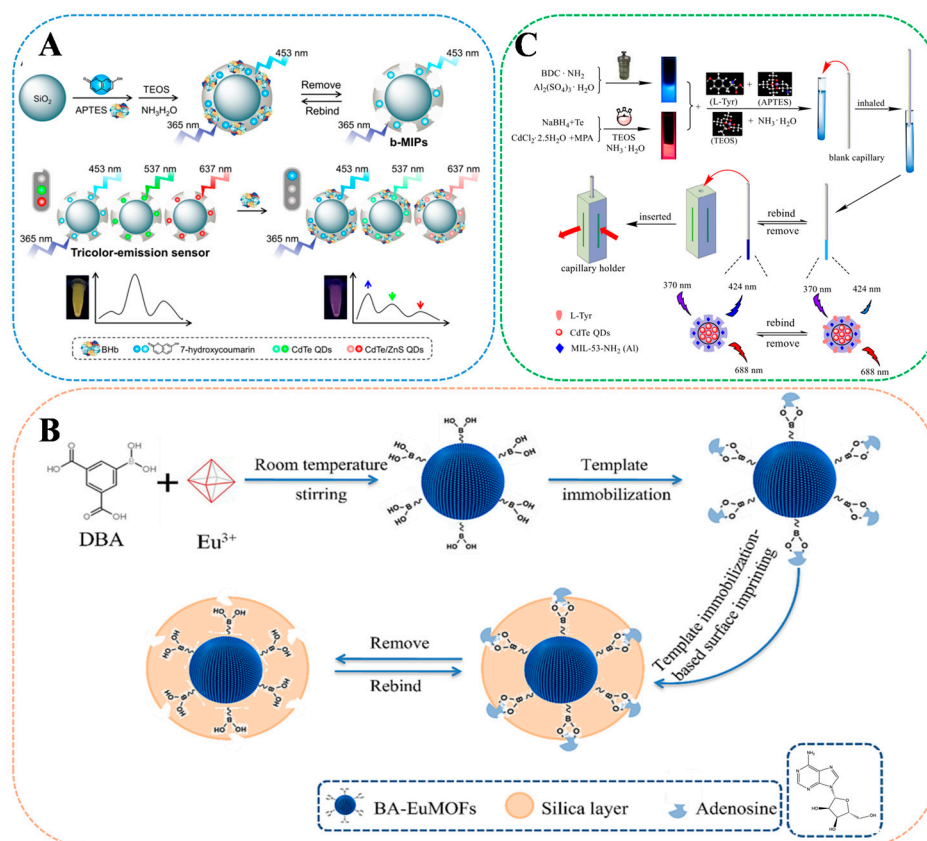 A
SiO2
APTES
TEOS
NH3H2O
453 nm
365 nm
Remove
Rebind
453 nm
365 nm
b-MIPs
453 nm
537 nm
637 nm
365 nm
Tricolor-emission sensor
453 nm
537 nm
637 nm
365 nm
BHb
7-hydroxycoumarin
CdTe QDs
CdTe/ZnS QDs
C
BDC · NH2
Al2(SO4)3 · H2O
NaBH4+Te
CdCl2·2.5H2O +MPA
TEOS
NH3 · H2O
+
+
(L-Tyr)
(APTES)
(TEOS)
+ NH3·H2O
blank capillary
inhaled
inserted
capillary holder
rebind
remove
370 nm
424 nm
688 nm
rebind
remove
370 nm
424 nm
688 nm
L-Tyr
CdTe QDs
MIL-53-NH2 (Al)
B
DBA
+
Eu3+
Room temperature
stirring
Template
immobilization
Template immobilization-
based surface imprinting
Remove
Rebind
BA-EuMOFs
Silica layer
Adenosine